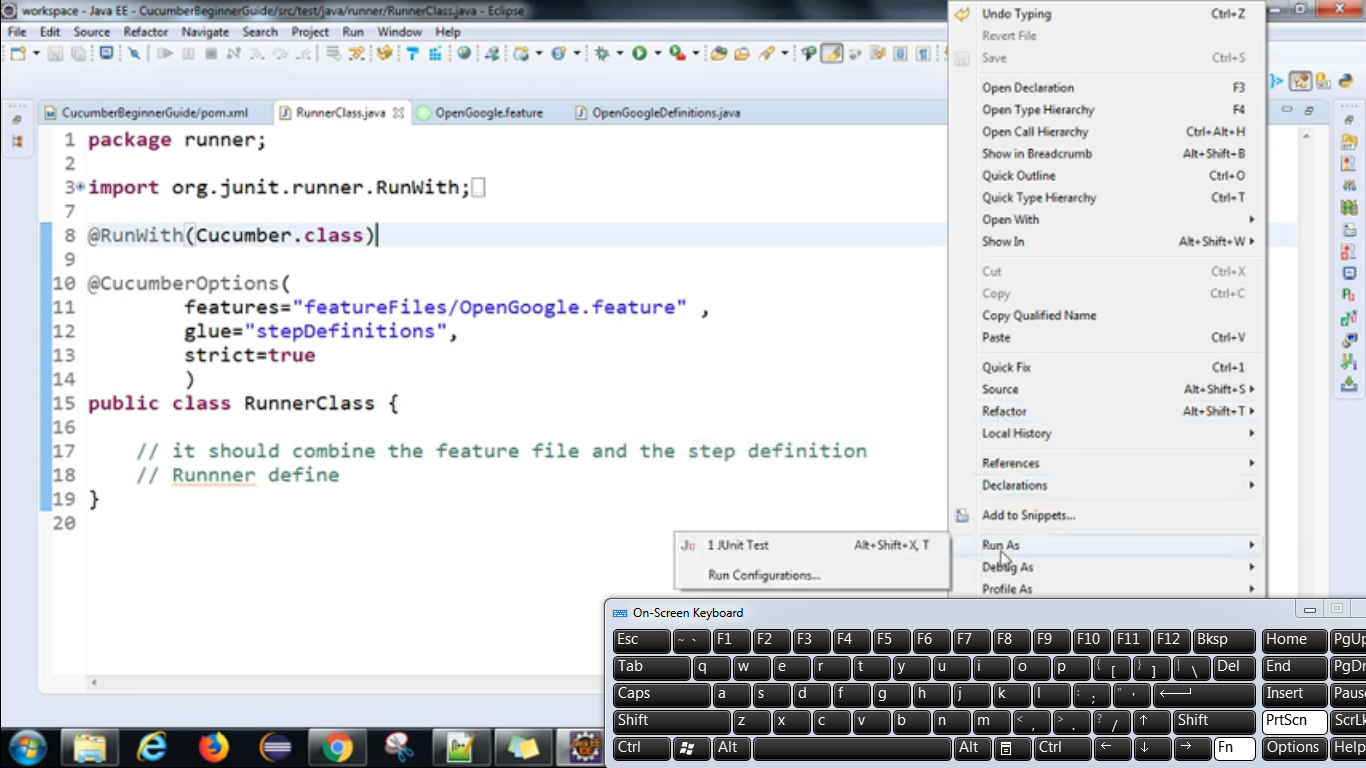 workspace - Java EE - CucumberBeginnerGuide/src/test/java/runner/RunnerClass.java - Eclipse
File Edit Source Refactor Navigate Search Project Run Window Help
CucumberBeginnerGuide/pom.xml RunnerClass.java OpenGoogle.feature OpenGoogleDefinitions.java
1 package runner;
2
3 import org.junit.runner.RunWith;
7
8 @RunWith(Cucumber.class)
9
10 @CucumberOptions(
11 features="featureFiles/OpenGoogle.feature" ,
12 glue="stepDefinitions",
13 strict=true
14 )
15 public class RunnerClass {
16
17 // it should combine the feature file and the step definition
18 // Runnner define
19 }
20
Undo Typing Ctrl+Z
Revert File
Save Ctrl+S
Open Declaration F3
Open Type Hierarchy F4
Open Call Hierarchy Ctrl+Alt+H
Show in Breadcrumb Alt+Shift+B
Quick Outline Ctrl+O
Quick Type Hierarchy Ctrl+T
Open With
Show In Alt+Shift+W
Cut Ctrl+X
Copy Ctrl+C
Copy Qualified Name
Paste Ctrl+V
Quick Fix Ctrl+1
Source Alt+Shift+S
Refactor Alt+Shift+T
Local History
References
Declarations
Add to Snippets...
Run As
Debug As
Profile As
Ju 1 JUnit Test Alt+Shift+X, T
Run Configurations...
On-Screen Keyboard
Esc ~ ` F1 F2 F3 F4 F5 F6 F7 F8 F9 F10 F11 F12 Bksp Home PgUp
Tab q w e r t y u i o p { [ } ] | \ Del End PgDn
Caps a s d f g h j k l : ; " ' Insert Pause
Shift z x c v b n m < , > . ? / ↑ Shift PrtScn ScrLk
Ctrl Alt Alt Ctrl ← ↓ → Fn Options Help